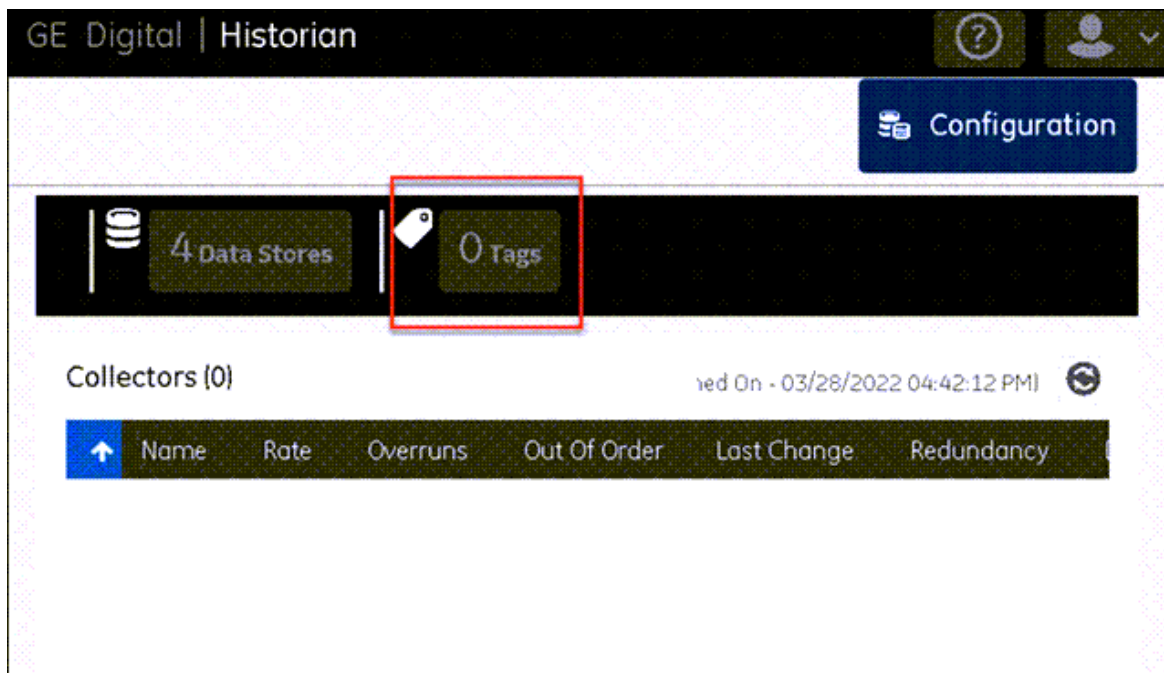 GE Digital | Historian
Configuration
4 Data Stores
0 Tags
Collectors (0)
On - 03/28/2022 04:42:12 PM)
Name Rate Overruns Out Of Order Last Change Redundancy